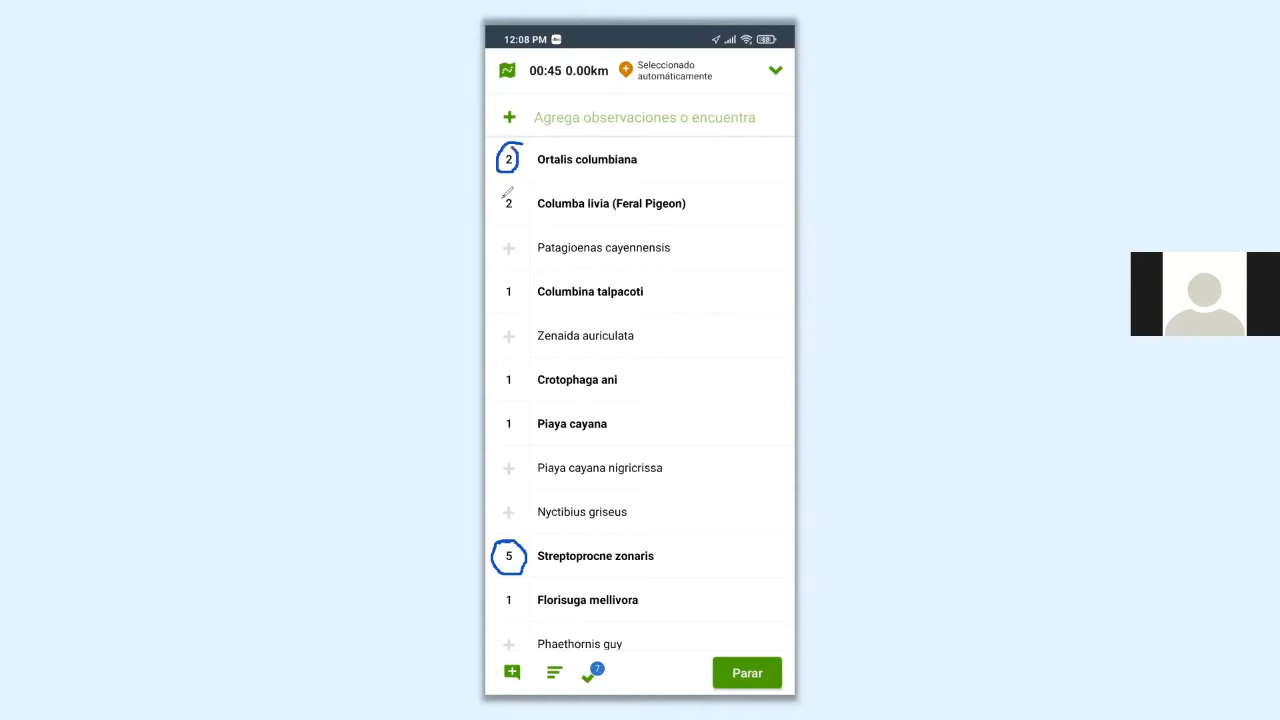 12:08 PM
88
00:45 0.00km
Seleccionado
automáticamente
Agrega observaciones o encuentra
2 Ortalis columbiana
2 Columba livia (Feral Pigeon)
+ Patagioenas cayennensis
1 Columbina talpacoti
+ Zenaida auriculata
1 Crotophaga ani
1 Piaya cayana
+ Piaya cayana nigricrissa
+ Nyctibius griseus
5 Streptoprocne zonaris
1 Florisuga mellivora
+ Phaethornis guy
7
Parar